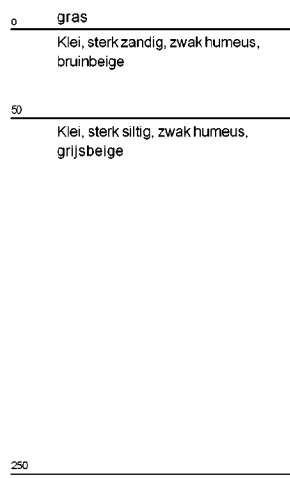 0 gras
Klei, sterk zandig, zwak humeus,
bruinbeige
50
Klei, sterk siltig, zwak humeus,
grijsbeige
250